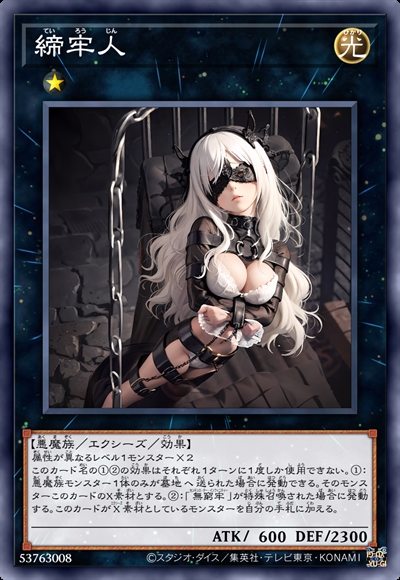 てい ろう じん
締牢人
ひかり
光
【悪魔族／エクシーズ／効果】
属性が異なるレベル1モンスター×2
このカード名の①②の効果はそれぞれ1ターンに1度しか使用できない。①：
悪魔族モンスター1体のみが墓地へ送られた場合に発動できる。そのモンス
ターこのカードのX素材とする。②：「無窮牢」が特殊召喚された場合に発動
する。このカードがX素材としているモンスターを自分の手札に加える。
ATK/ 600 DEF/2300
53763008
©スタジオ・ダイス／集英社・テレビ東京・KONAMI